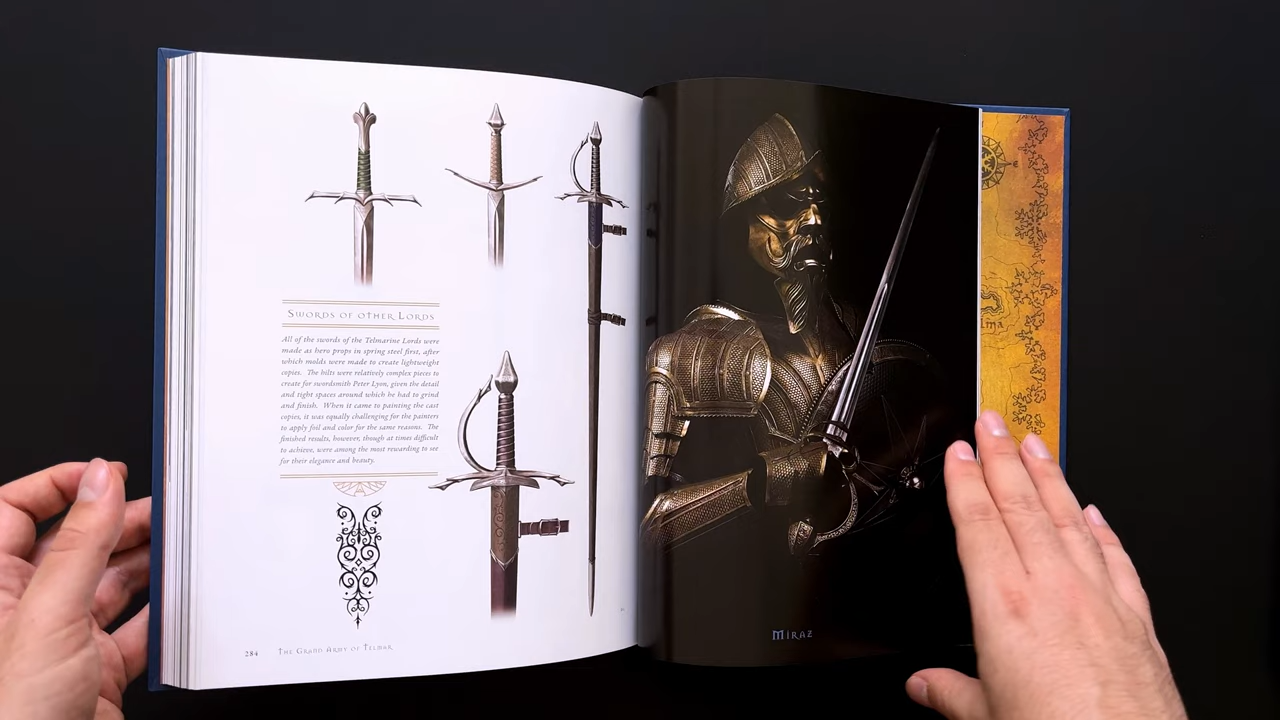 Swords of other Lords
All of the swords of the Telmarine Lords were
made as hero props in spring steel first, after
which molds were made to create lightweight
copies. The hilts were relatively complex pieces to
create for swordsmith Peter Lyon, given the detail
and tight spaces around which he had to grind
and finish. When it came to painting the cast
copies, it was equally challenging for the painters
to apply foil and color for the same reasons. The
finished results, however, though at times difficult
to achieve, were among the most rewarding to see
for their elegance and beauty.
284 The Grand Army of Telmar
Miraz